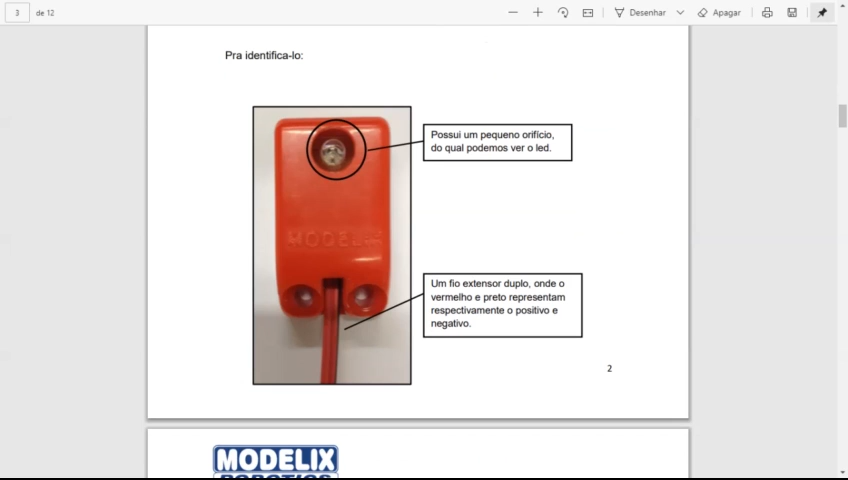 3 de 12 Desenhar Apagar
Pra identifica-lo:
Possui um pequeno orifício,
do qual podemos ver o led.
MODELIX
Um fio extensor duplo, onde o
vermelho e preto representam
respectivamente o positivo e
negativo.
2
MODELIX
ROBOTICS